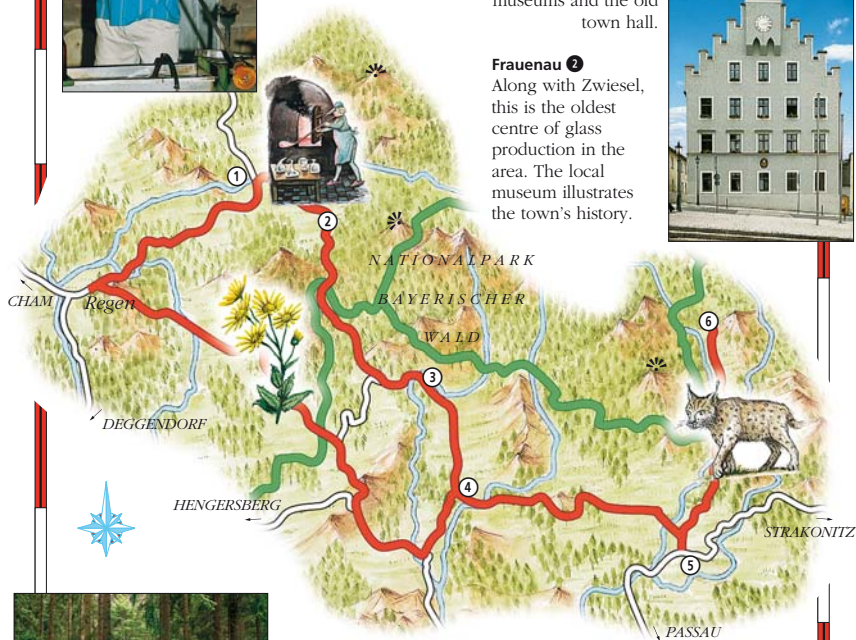 museums and the old
town hall.
Frauenau 2
Along with Zwiesel,
this is the oldest
centre of glass
production in the
area. The local
museum illustrates
the town's history.
1
2
NATIONALPARK
BAYERISCHER
WALD
CHAM
Regen
6
3
DEGGENDORF
HENGERSBERG
4
STRAKONITZ
5
PASSAU